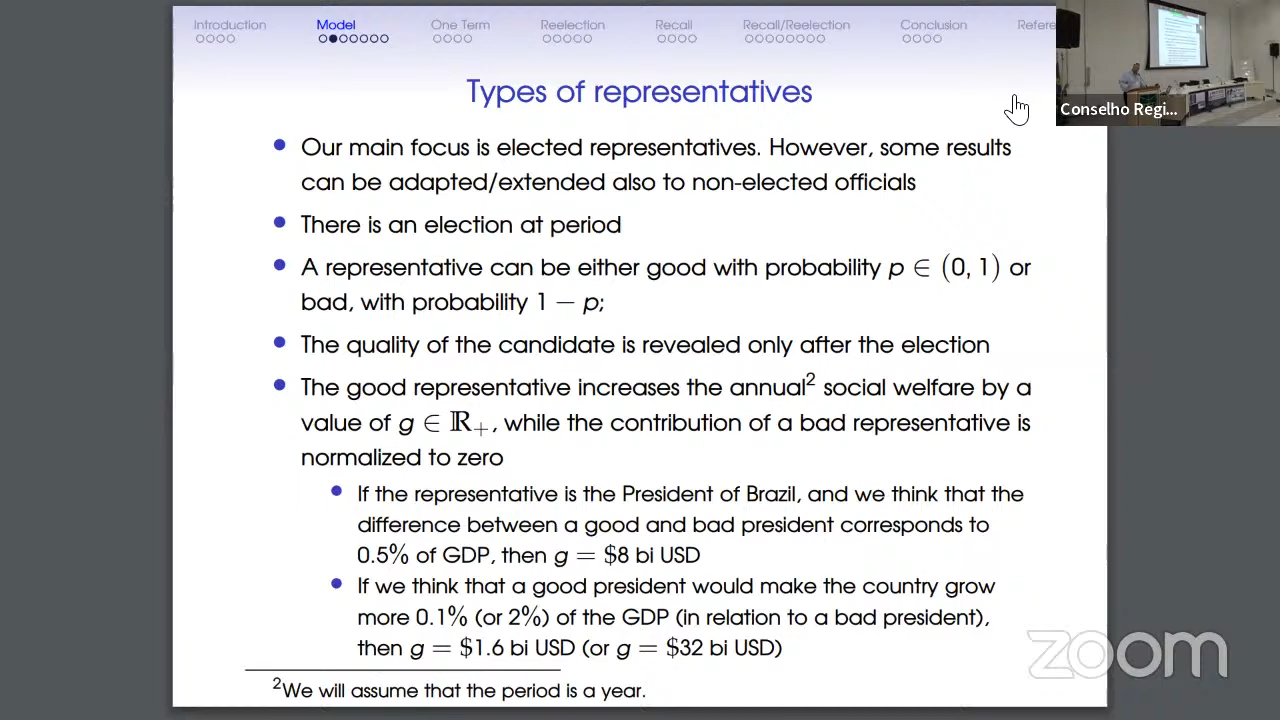 Introduction Model One Term Reelection Recall Recall/Reelection Conclusion Refere
Types of representatives
Conselho Regi...
Our main focus is elected representatives. However, some results
can be adapted/extended also to non-elected officials
There is an election at period
A representative can be either good with probability p ∈ (0, 1) or
bad, with probability 1 − p;
The quality of the candidate is revealed only after the election
The good representative increases the annual² social welfare by a
value of g ∈ ℝ₊, while the contribution of a bad representative is
normalized to zero
If the representative is the President of Brazil, and we think that the
difference between a good and bad president corresponds to
0.5% of GDP, then g = $8 bi USD
If we think that a good president would make the country grow
more 0.1% (or 2%) of the GDP (in relation to a bad president),
then g = $1.6 bi USD (or g = $32 bi USD)
zoom
²We will assume that the period is a year.